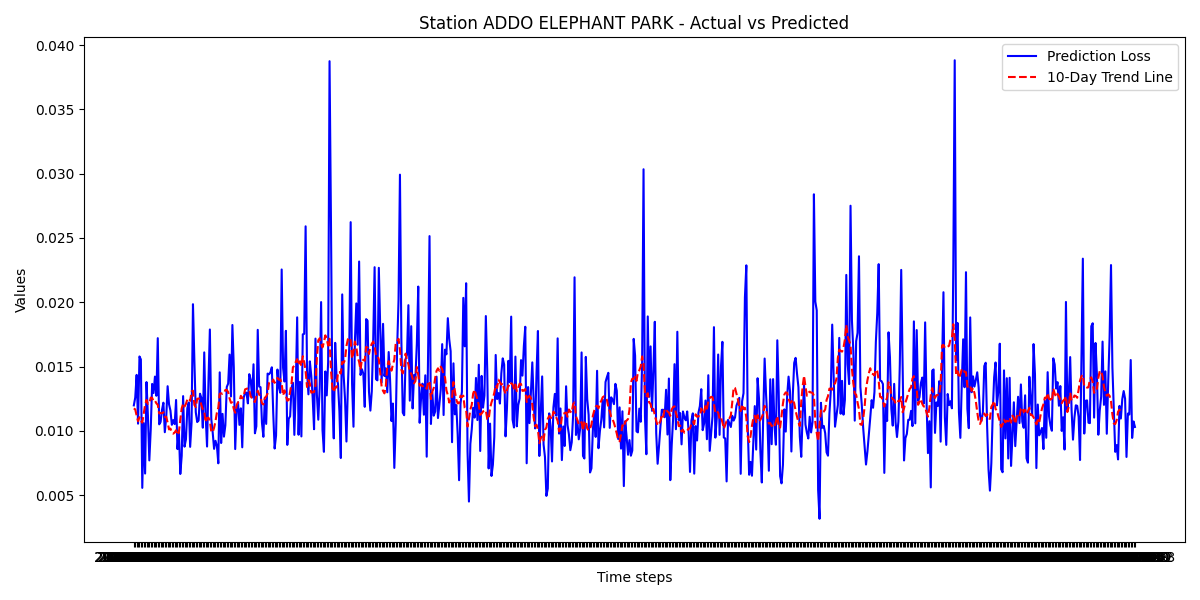 Station ADDO ELEPHANT PARK - Actual vs Predicted
Prediction Loss
10-Day Trend Line
0.040
0.035
0.030
0.025
0.020
0.015
0.010
0.005
Values
Time steps